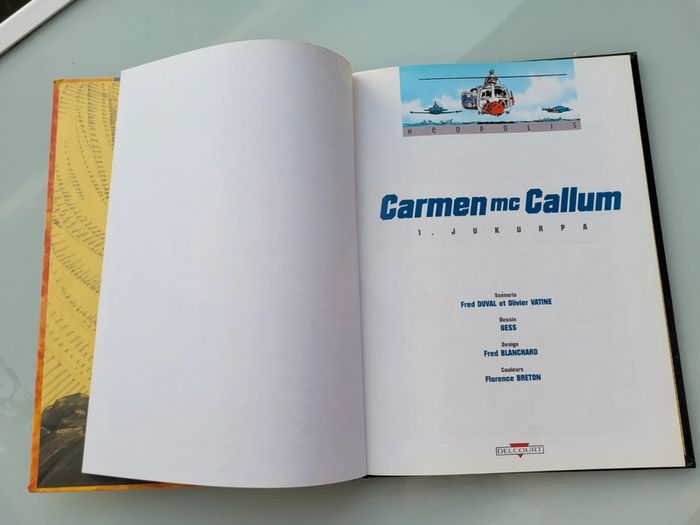 NEOPOLIS
Carmen mc Callum
1. JUKURPA
Scénario
Fred DUVAL et Olivier VATINE
Dessin
GESS
Design
Fred BLANCHARD
Couleurs
Florence BRETON
DELCOURT